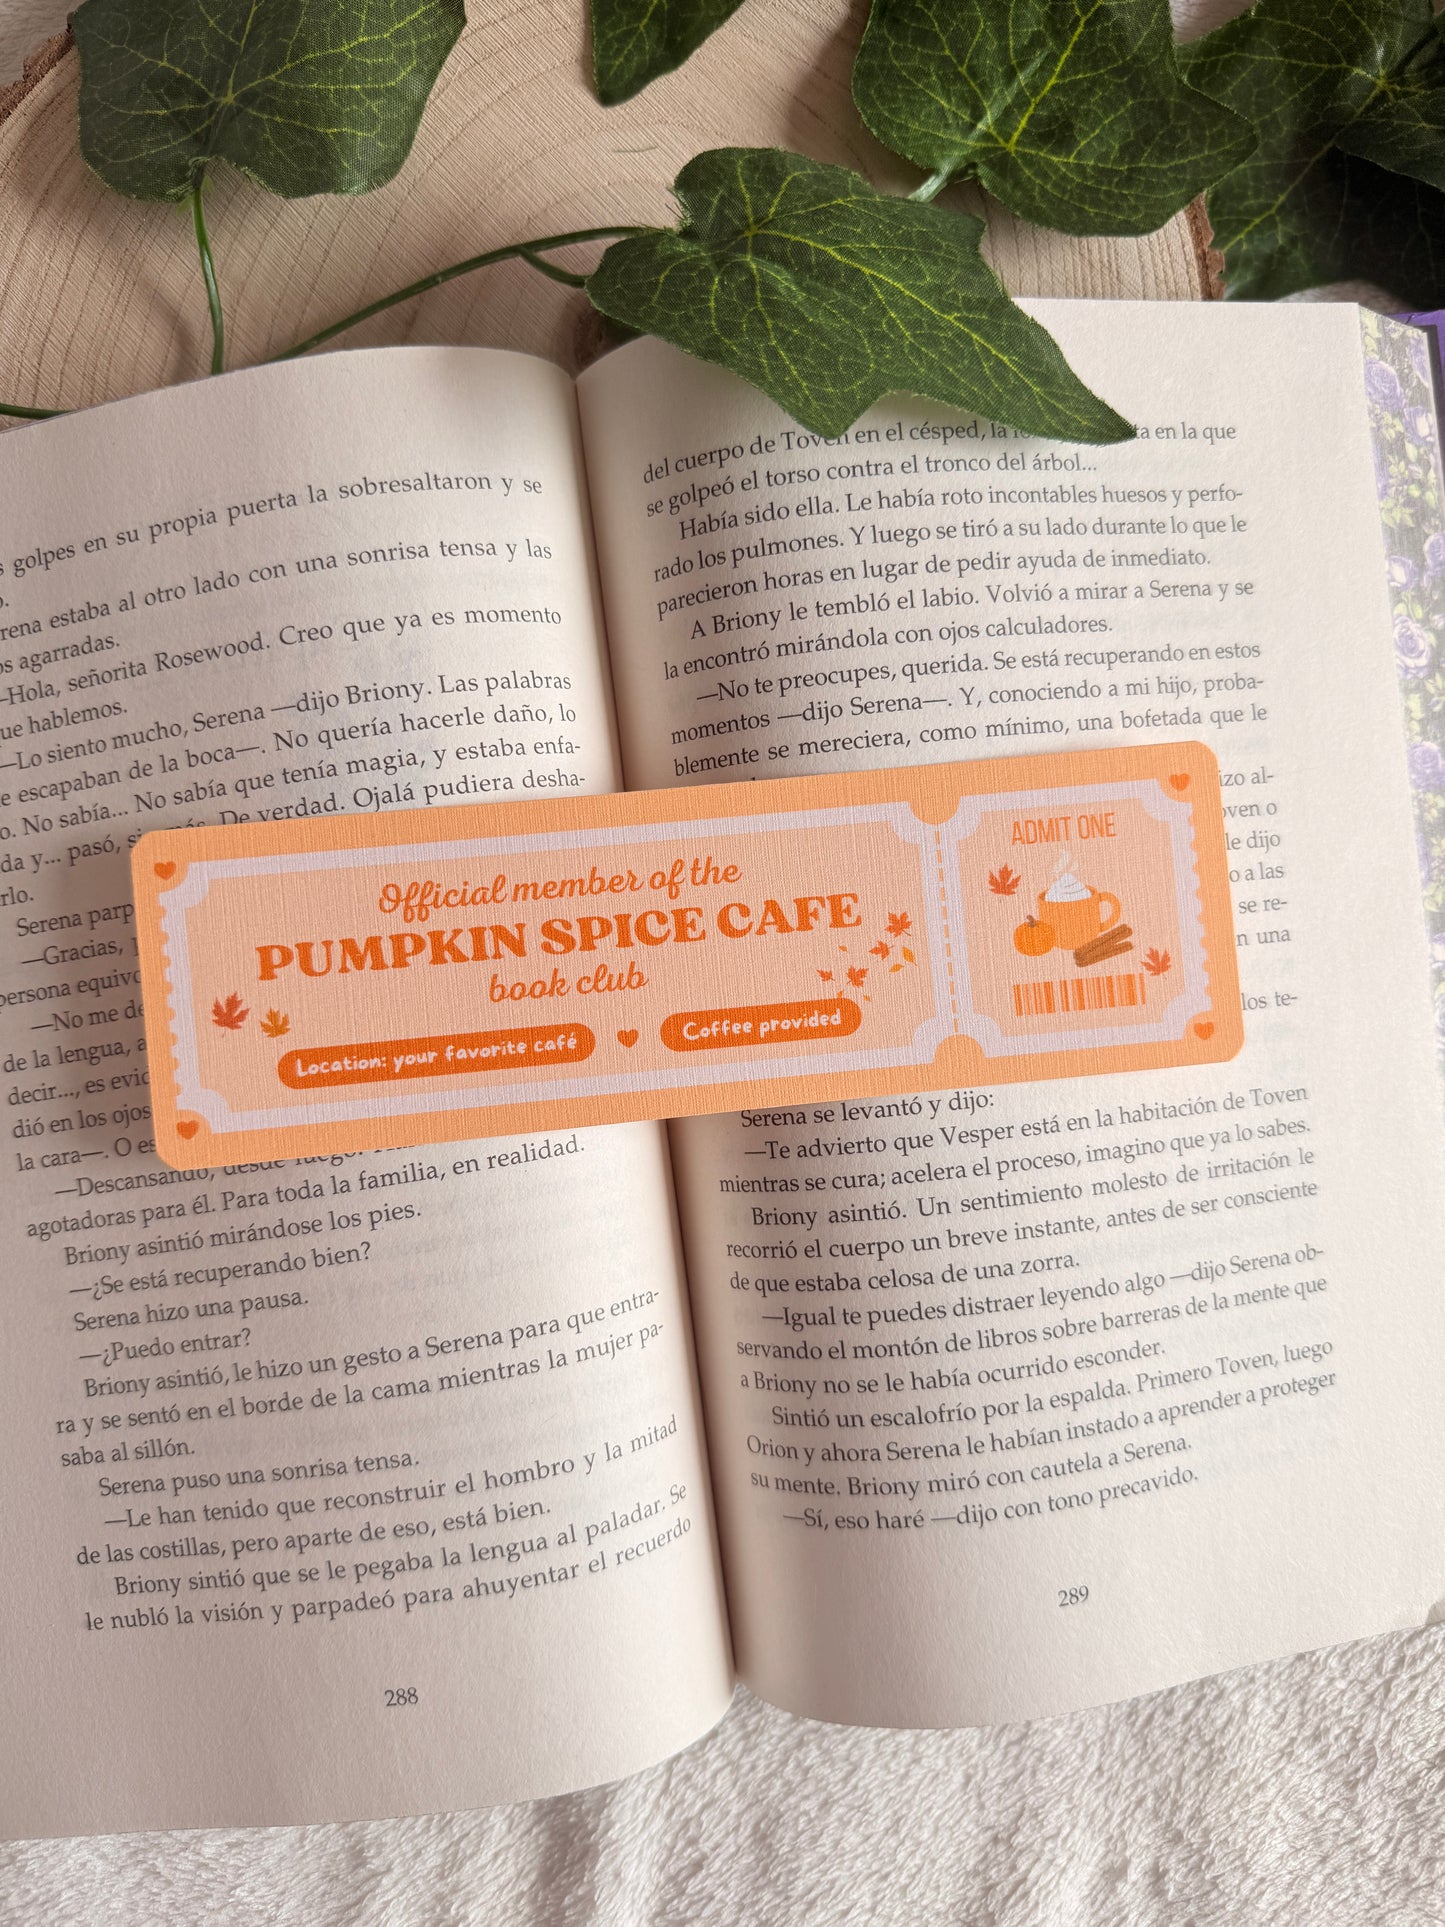 golpes en su propia puerta la sobresaltaron y se
estaba al otro lado con una sonrisa tensa y las
agarradas.
—Hola, señorita Rosewood. Creo que ya es momento
que hablemos.
—Lo siento mucho, Serena —dijo Briony. Las palabras
escapaban de la boca—. No quería hacerle daño, lo
No sabía... No sabía que tenía magia, y estaba enfa-
da y... pasó, De verdad. Ojalá pudiera desha-
Serena
—Gracias,
persona
—No me
de la lengua,
decir..., es
dió en los ojos
la cara—. O
—Descansando, desde luego.
agotadoras para él. Para toda la familia, en realidad.
Briony asintió mirándose los pies.
—¿Se está recuperando bien?
Serena hizo una pausa.
—¿Puedo entrar?
Briony asintió, le hizo un gesto a Serena para que entra-
ra y se sentó en el borde de la cama mientras la mujer pa-
saba al sillón.
Serena puso una sonrisa tensa.
—Le han tenido que reconstruir el hombro y la mitad
de las costillas, pero aparte de eso, está bien.
Briony sintió que se le pegaba la lengua al paladar. Se
le nubló la visión y parpadeó para ahuyentar el recuerdo
288
del cuerpo de Toven en el césped, la en la que
se golpeó el torso contra el tronco del árbol...
Había sido ella. Le había roto incontables huesos y perfo-
rado los pulmones. Y luego se tiró a su lado durante lo que le
parecieron horas en lugar de pedir ayuda de inmediato.
A Briony le tembló el labio. Volvió a mirar a Serena y se
la encontró mirándola con ojos calculadores.
—No te preocupes, querida. Se está recuperando en estos
momentos —dijo Serena—. Y, conociendo a mi hijo, proba-
blemente se mereciera, como mínimo, una bofetada que le
hizo al-
Toven o
le dijo
o a las
se re-
una
los te-
Serena se levantó y dijo:
—Te advierto que Vesper está en la habitación de Toven
mientras se cura; acelera el proceso, imagino que ya lo sabes.
Briony asintió. Un sentimiento molesto de irritación le
recorrió el cuerpo un breve instante, antes de ser consciente
de que estaba celosa de una zorra.
—Igual te puedes distraer leyendo algo —dijo Serena ob-
servando el montón de libros sobre barreras de la mente que
a Briony no se le había ocurrido esconder.
Sintió un escalofrío por la espalda. Primero Toven, luego
Orion y ahora Serena le habían instado a aprender a proteger
su mente. Briony miró con cautela a Serena.
—Sí, eso haré —dijo con tono precavido.
289
Official member of the
PUMPKIN SPICE CAFE
book club
Location: your favorite café
Coffee provided
ADMIT ONE